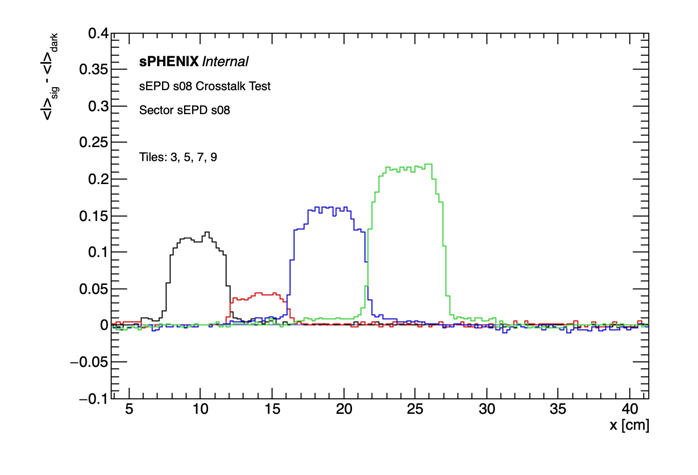 0.4
sPHENIX Internal
<I>sig - <I>dark
0.35
sEPD s08 Crosstalk Test
0.3
Sector sEPD s08
0.25
Tiles: 3, 5, 7, 9
0.2
0.15
0.1
0.05
0
−0.05
−0.1
5 10 15 20 25 30 35 40
x [cm]